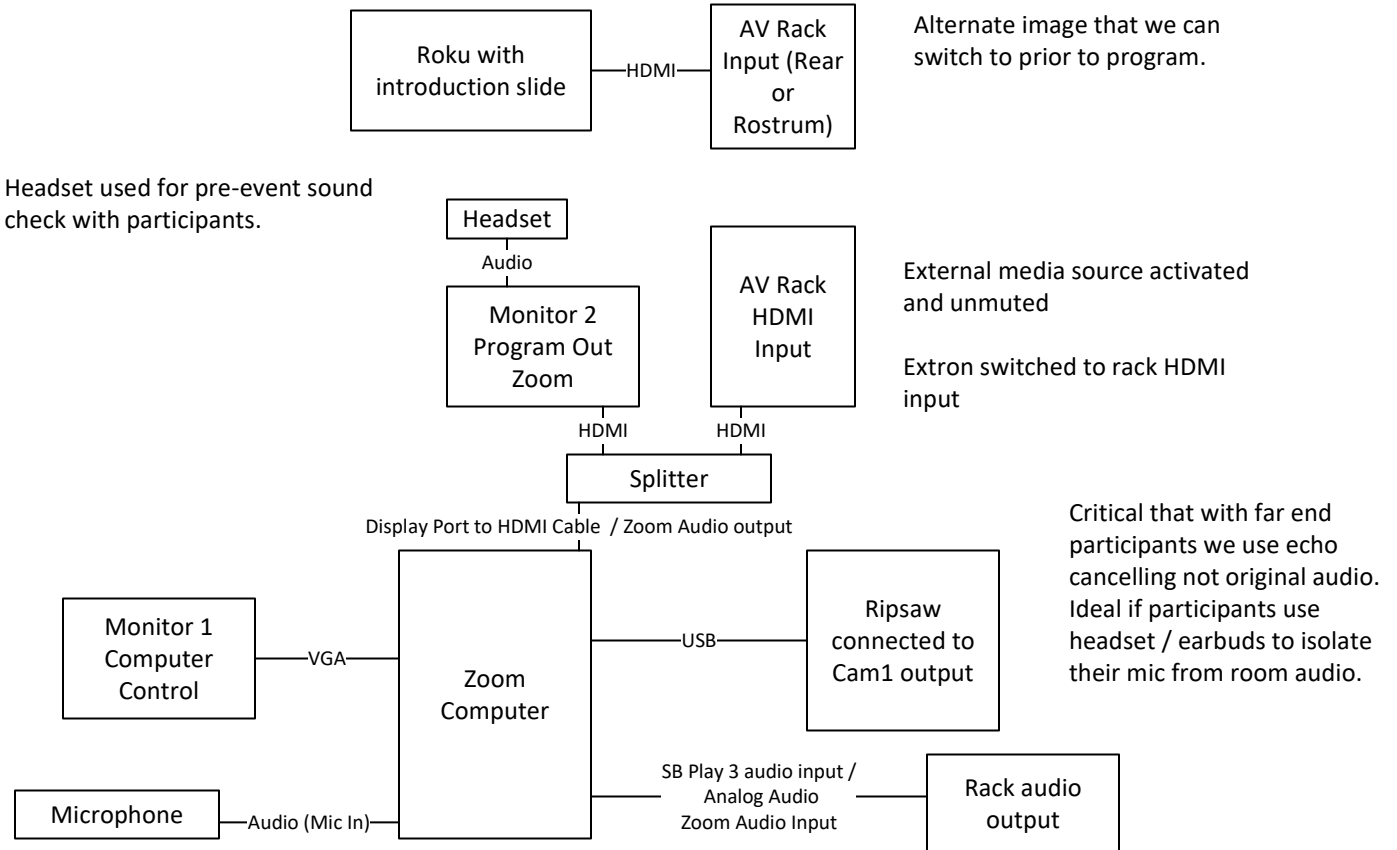 Roku with
introduction slide
HDMI
AV Rack
Input (Rear
or
Rostrum)
Alternate image that we can
switch to prior to program.
Headset used for pre-event sound
check with participants.
Headset
Audio
Monitor 2
Program Out
Zoom
AV Rack
HDMI
Input
External media source activated
and unmuted
Extron switched to rack HDMI
input
HDMI
HDMI
Splitter
Display Port to HDMI Cable / Zoom Audio output
Critical that with far end
participants we use echo
cancelling not original audio.
Ideal if participants use
headset / earbuds to isolate
their mic from room audio.
Monitor 1
Computer
Control
VGA
Zoom
Computer
USB
Ripsaw
connected to
Cam1 output
Microphone
Audio (Mic In)
SB Play 3 audio input /
Analog Audio
Zoom Audio Input
Rack audio
output